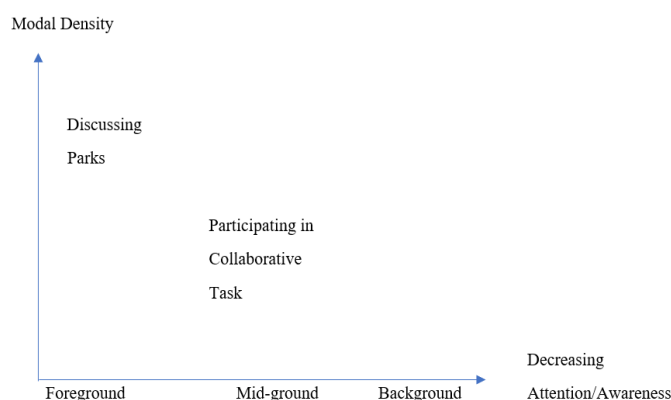 Modal Density
Discussing
Parks
Participating in
Collaborative
Task
Decreasing
Foreground Mid-ground Background Attention/Awareness